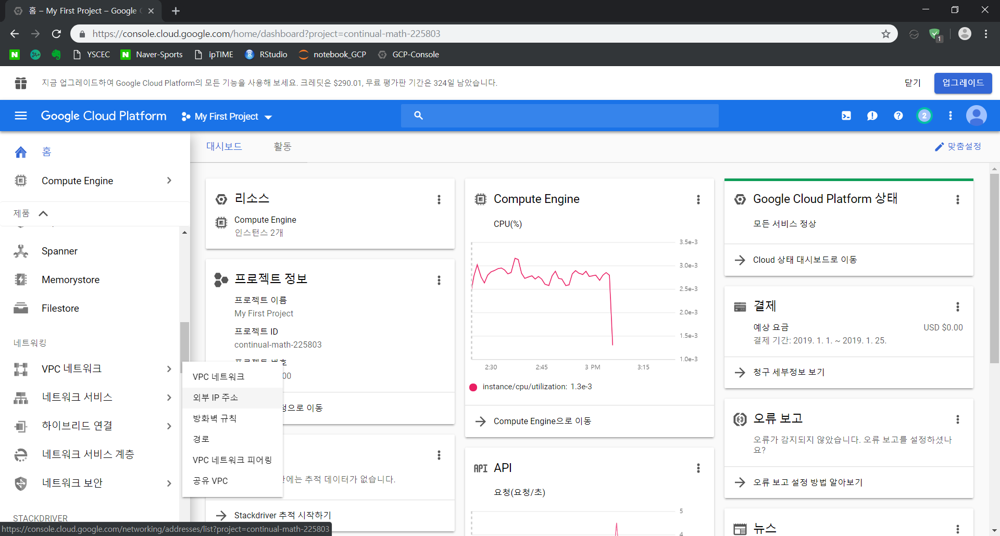 홈 – My First Project – Google
https://console.cloud.google.com/home/dashboard?project=continual-math-225803
1
YSCEC
Naver-Sports
ipTIME
RStudio
notebook_GCP
GCP-Console
지금 업그레이드하여 Google Cloud Platform의 모든 기능을 사용해 보세요. 크레딧은 $290.01, 무료 평가판 기간은 324일 남았습니다.
닫기
업그레이드
Google Cloud Platform
My First Project
2
홈
Compute Engine
제품
Spanner
Memorystore
Filestore
네트워킹
VPC 네트워크
네트워크 서비스
하이브리드 연결
네트워크 서비스 계층
네트워크 보안
STACKDRIVER
https://console.cloud.google.com/networking/addresses/list?project=continual-math-225803
VPC 네트워크
외부 IP 주소
방화벽 규칙
경로
VPC 네트워크 피어링
공유 VPC
대시보드
활동
맞춤설정
리소스
Compute Engine
인스턴스 2개
프로젝트 정보
프로젝트 이름
My First Project
프로젝트 ID
continual-math-225803
프로젝트 번호
00
정으로 이동
에는 추적 데이터가 없습니다.
Stackdriver 추적 시작하기
Compute Engine
CPU(%)
3.5e-3
3.0e-3
2.5e-3
2.0e-3
1.5e-3
1.0e-3
2:30
2:45
3 PM
3:15
instance/cpu/utilization: 1.3e-3
Compute Engine으로 이동
API API
요청(요청/초)
5
4
Google Cloud Platform 상태
모든 서비스 정상
Cloud 상태 대시보드로 이동
결제
예상 요금
USD $0.00
결제 기간: 2019. 1. 1. ~ 2019. 1. 25.
청구 세부정보 보기
오류 보고
오류가 감지되지 않았습니다. 오류 보고를 설정하셨나
요?
오류 보고 설정 방법 알아보기
뉴스